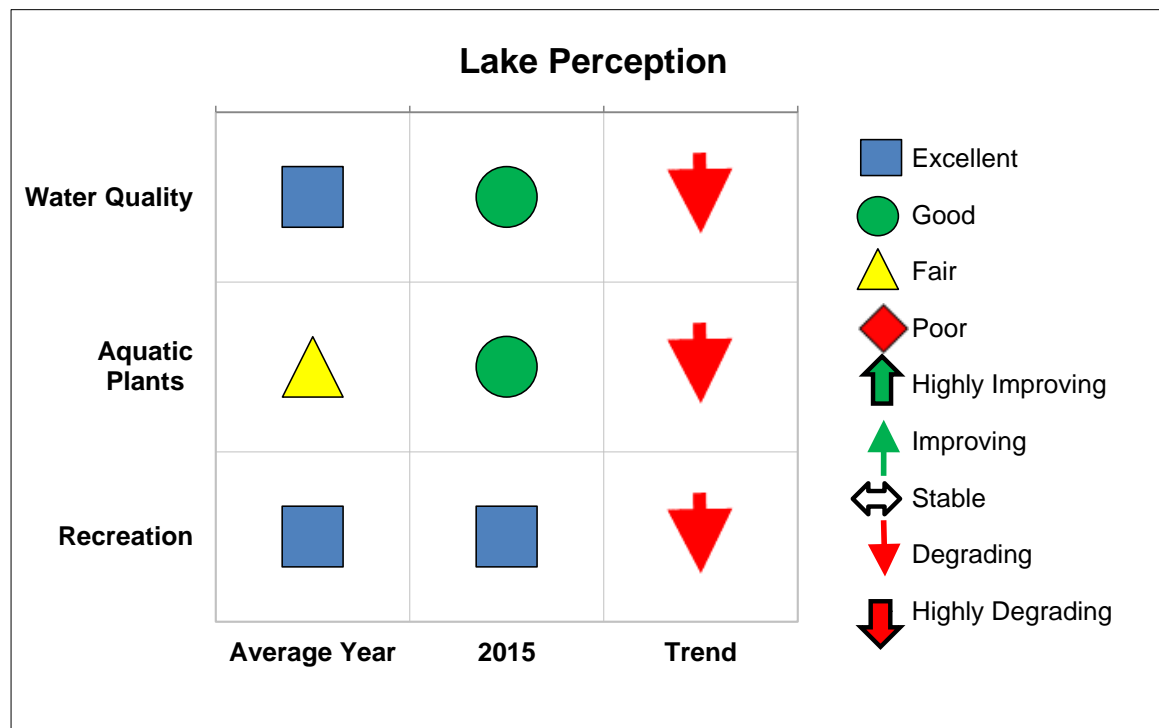 Lake Perception
Water Quality
Aquatic
Plants
Recreation
Average Year
2015
Trend
Excellent
Good
Fair
Poor
Highly Improving
Improving
Stable
Degrading
Highly Degrading